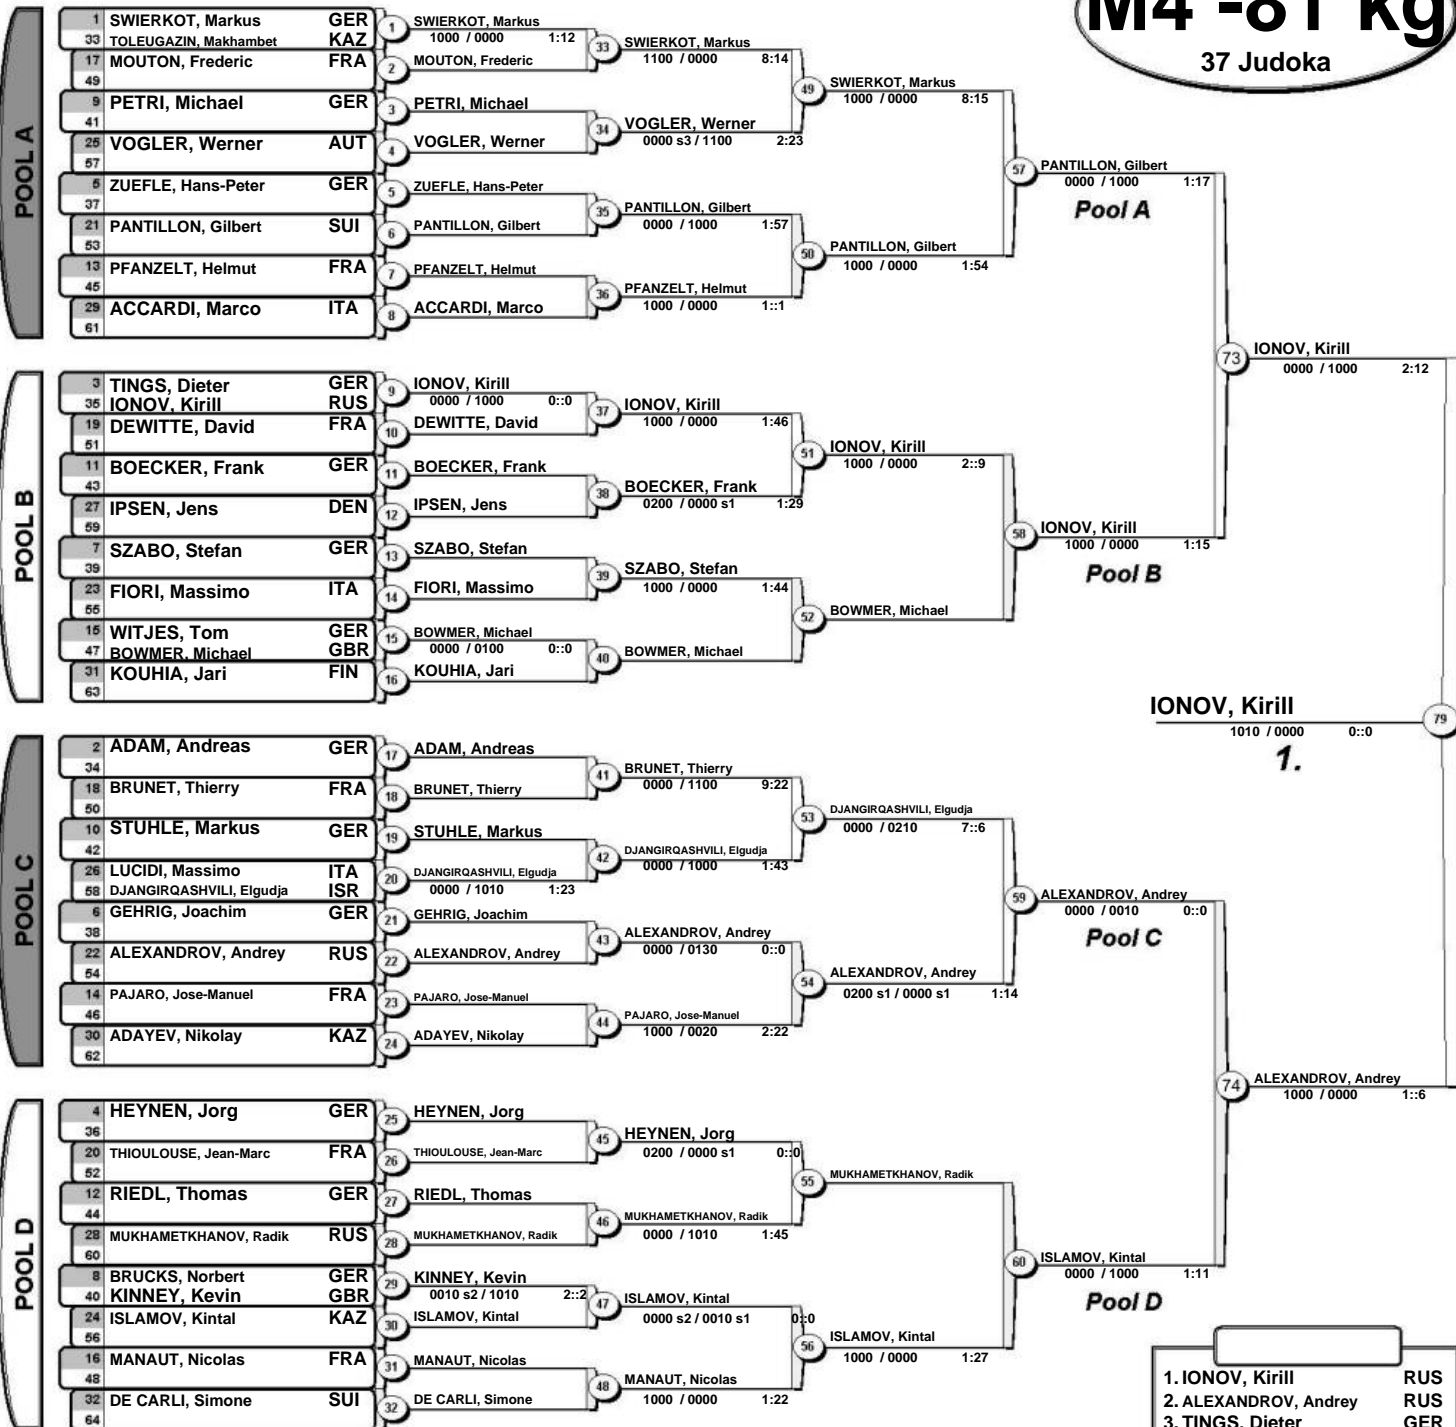 M4 -81 kg
37 Judoka
POOL A
1 SWIERKOT, Markus GER
33 TOLEUGAZIN, Makhambet KAZ
17 MOUTON, Frederic FRA
49
9 PETRI, Michael GER
41
25 VOGLER, Werner AUT
57
5 ZUEFLE, Hans-Peter GER
37
21 PANTILLON, Gilbert SUI
53
13 PFANZELT, Helmut FRA
45
29 ACCARDI, Marco ITA
61
1 SWIERKOT, Markus
1000 / 0000 1:12
2 MOUTON, Frederic
3 PETRI, Michael
4 VOGLER, Werner
5 ZUEFLE, Hans-Peter
6 PANTILLON, Gilbert
7 PFANZELT, Helmut
8 ACCARDI, Marco
33 SWIERKOT, Markus
1100 / 0000 8:14
34 VOGLER, Werner
0000 s3 / 1100 2:23
35 PANTILLON, Gilbert
0000 / 1000 1:57
36 PFANZELT, Helmut
1000 / 0000 1::1
49 SWIERKOT, Markus
1000 / 0000 8:15
50 PANTILLON, Gilbert
1000 / 0000 1:54
57 PANTILLON, Gilbert
0000 / 1000 1:17
Pool A
POOL B
3 TINGS, Dieter GER
35 IONOV, Kirill RUS
19 DEWITTE, David FRA
51
11 BOECKER, Frank GER
43
27 IPSEN, Jens DEN
59
7 SZABO, Stefan GER
39
23 FIORI, Massimo ITA
55
15 WITJES, Tom GER
47 BOWMER, Michael GBR
31 KOUHIA, Jari FIN
63
9 IONOV, Kirill
0000 / 1000 0::0
10 DEWITTE, David
11 BOECKER, Frank
12 IPSEN, Jens
13 SZABO, Stefan
14 FIORI, Massimo
15 BOWMER, Michael
0000 / 0100 0::0
16 KOUHIA, Jari
37 IONOV, Kirill
1000 / 0000 1:46
38 BOECKER, Frank
0200 / 0000 s1 1:29
39 SZABO, Stefan
1000 / 0000 1:44
40 BOWMER, Michael
51 IONOV, Kirill
1000 / 0000 2::9
52 BOWMER, Michael
58 IONOV, Kirill
1000 / 0000 1:15
Pool B
73 IONOV, Kirill
0000 / 1000 2:12
IONOV, Kirill 79
1010 / 0000 0::0
1.
POOL C
2 ADAM, Andreas GER
34
18 BRUNET, Thierry FRA
50
10 STUHLE, Markus GER
42
26 LUCIDI, Massimo ITA
58 DJANGIRQASHVILI, Elgudja ISR
6 GEHRIG, Joachim GER
38
22 ALEXANDROV, Andrey RUS
54
14 PAJARO, Jose-Manuel FRA
46
30 ADAYEV, Nikolay KAZ
62
17 ADAM, Andreas
18 BRUNET, Thierry
19 STUHLE, Markus
20 DJANGIRQASHVILI, Elgudja
0000 / 1010 1:23
21 GEHRIG, Joachim
22 ALEXANDROV, Andrey
23 PAJARO, Jose-Manuel
24 ADAYEV, Nikolay
41 BRUNET, Thierry
0000 / 1100 9:22
42 DJANGIRQASHVILI, Elgudja
0000 / 1000 1:43
43 ALEXANDROV, Andrey
0000 / 0130 0::0
44 PAJARO, Jose-Manuel
1000 / 0020 2:22
53 DJANGIRQASHVILI, Elgudja
0000 / 0210 7::6
54 ALEXANDROV, Andrey
0200 s1 / 0000 s1 1:14
59 ALEXANDROV, Andrey
0000 / 0010 0::0
Pool C
POOL D
4 HEYNEN, Jorg GER
36
20 THIOULOUSE, Jean-Marc FRA
52
12 RIEDL, Thomas GER
44
28 MUKHAMETKHANOV, Radik RUS
60
8 BRUCKS, Norbert GER
40 KINNEY, Kevin GBR
24 ISLAMOV, Kintal KAZ
56
16 MANAUT, Nicolas FRA
48
32 DE CARLI, Simone SUI
64
25 HEYNEN, Jorg
26 THIOULOUSE, Jean-Marc
27 RIEDL, Thomas
28 MUKHAMETKHANOV, Radik
29 KINNEY, Kevin
0010 s2 / 1010 2::2
30 ISLAMOV, Kintal
31 MANAUT, Nicolas
32 DE CARLI, Simone
45 HEYNEN, Jorg
0200 / 0000 s1 0::0
46 MUKHAMETKHANOV, Radik
0000 / 1010 1:45
47 ISLAMOV, Kintal
0000 s2 / 0010 s1 0::0
48 MANAUT, Nicolas
1000 / 0000 1:22
55 MUKHAMETKHANOV, Radik
56 ISLAMOV, Kintal
1000 / 0000 1:27
60 ISLAMOV, Kintal
0000 / 1000 1:11
Pool D
74 ALEXANDROV, Andrey
1000 / 0000 1::6
1. IONOV, Kirill RUS
2. ALEXANDROV, Andrey RUS
3. TINGS, Dieter GER